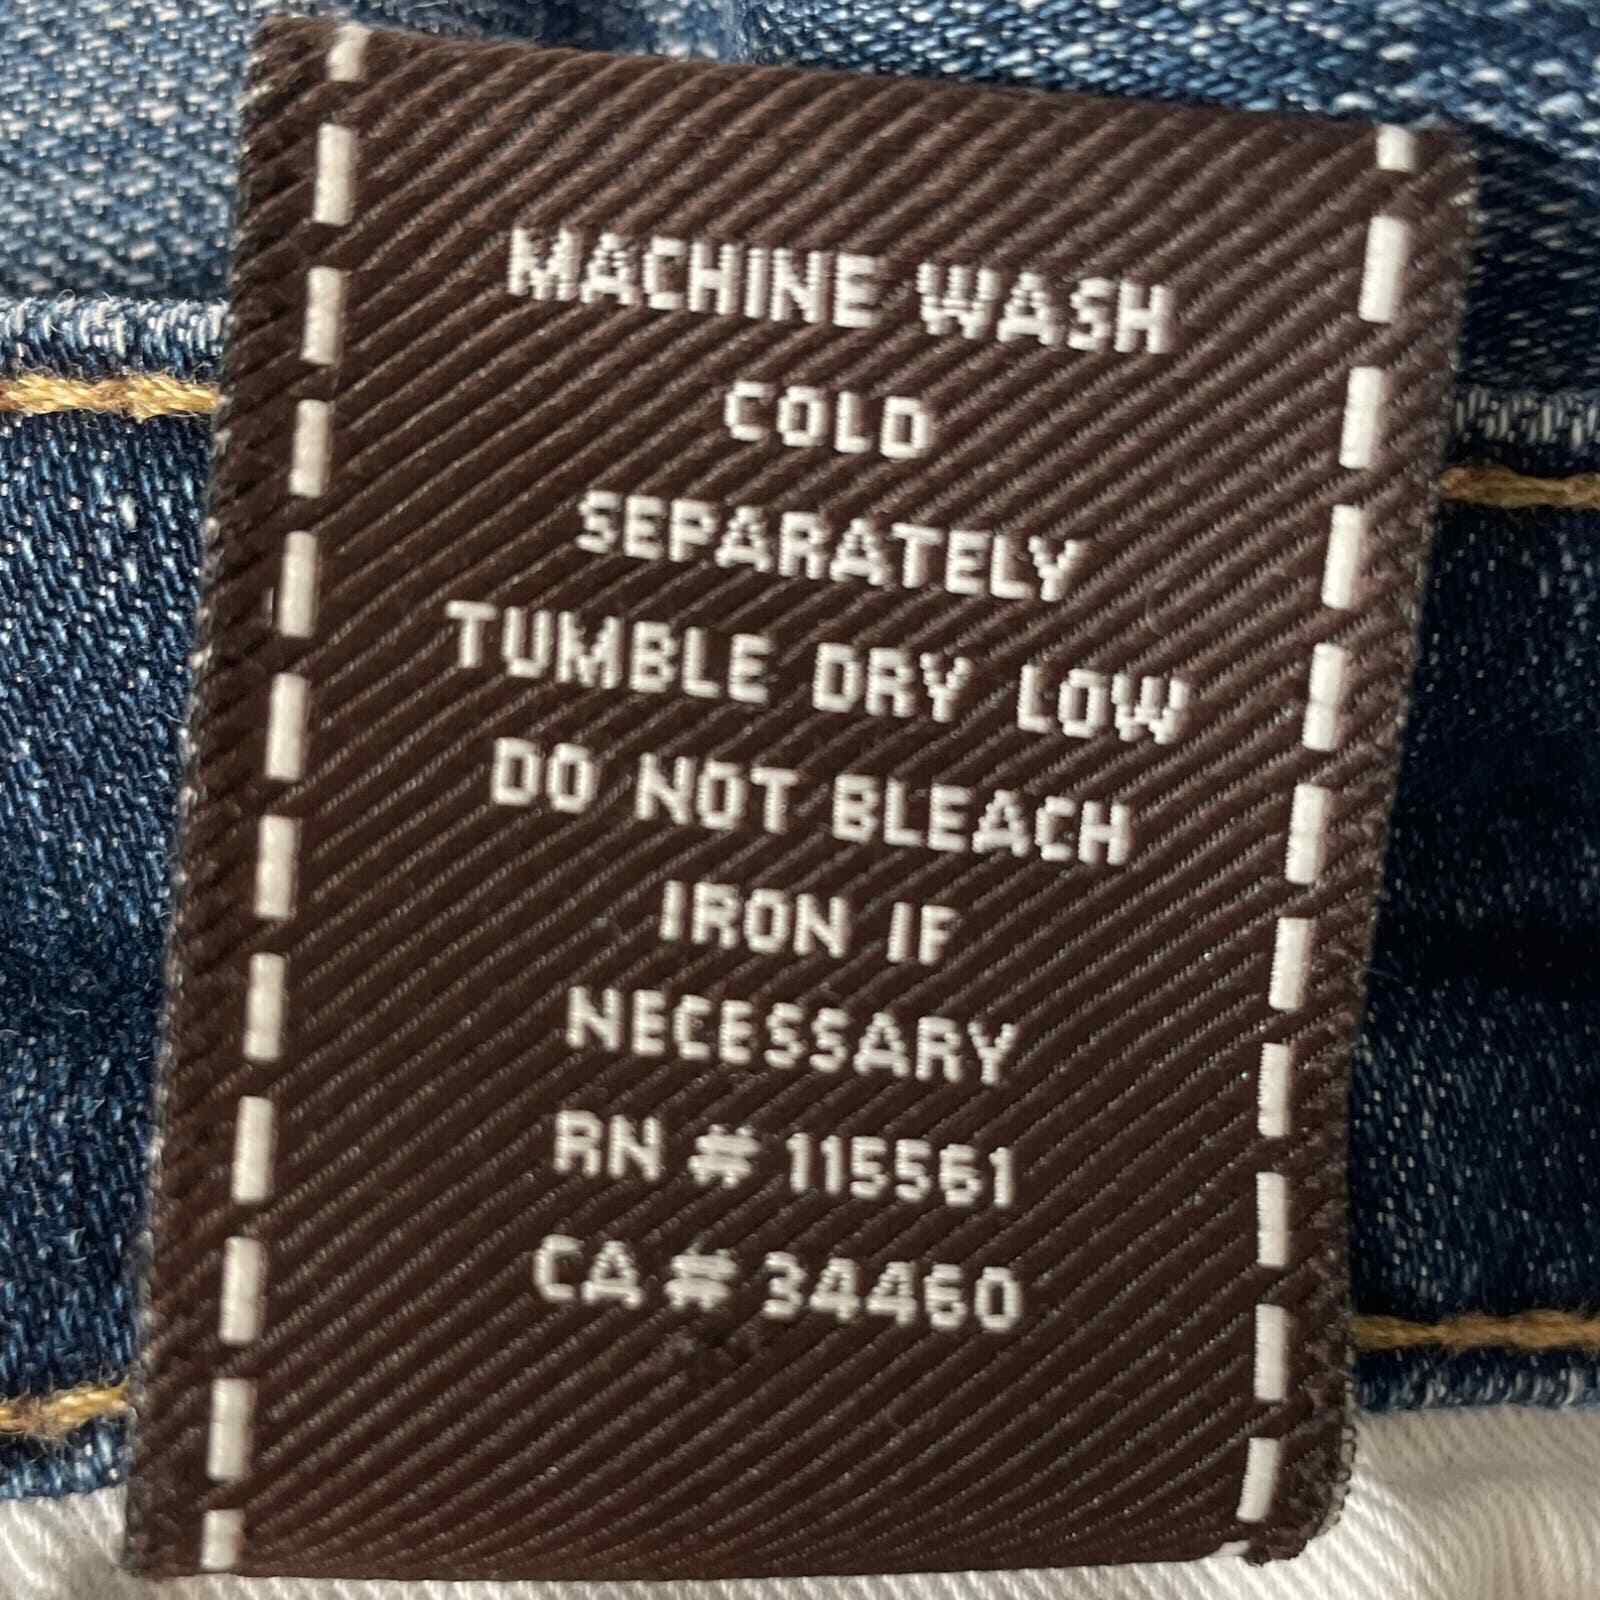 MACHINE WASH
COLD
SEPARATELY
TUMBLE DRY LOW
DO NOT BLEACH
IRON IF
NECESSARY
RN # 115561
CA # 34460